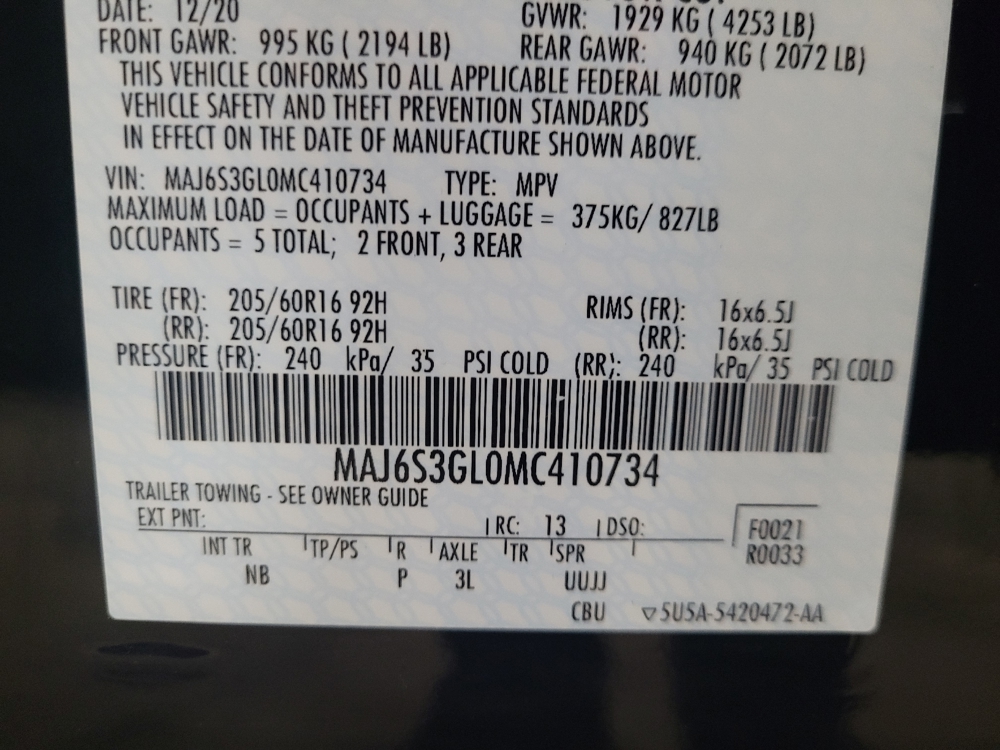 DATE: 12/20
GVWR: 1929 KG ( 4253 LB)
FRONT GAWR: 995 KG ( 2194 LB) REAR GAWR: 940 KG ( 2072 LB)
THIS VEHICLE CONFORMS TO ALL APPLICABLE FEDERAL MOTOR
VEHICLE SAFETY AND THEFT PREVENTION STANDARDS
IN EFFECT ON THE DATE OF MANUFACTURE SHOWN ABOVE.
VIN: MAJ6S3GL0MC410734 TYPE: MPV
MAXIMUM LOAD = OCCUPANTS + LUGGAGE = 375KG/ 827LB
OCCUPANTS = 5 TOTAL; 2 FRONT, 3 REAR
TIRE (FR): 205/60R16 92H RIMS (FR): 16x6.5J
(RR): 205/60R16 92H (RR): 16x6.5J
PRESSURE (FR): 240 kPa/ 35 PSI COLD (RR): 240 kPa/ 35 PSI COLD
MAJ6S3GL0MC410734
TRAILER TOWING - SEE OWNER GUIDE
EXT PNT: RC: 13 DSO: F0021
R0033
INT TR TP/PS R AXLE TR SPR
NB P 3L UUJJ
CBU ▽5U5A-5420472-AA